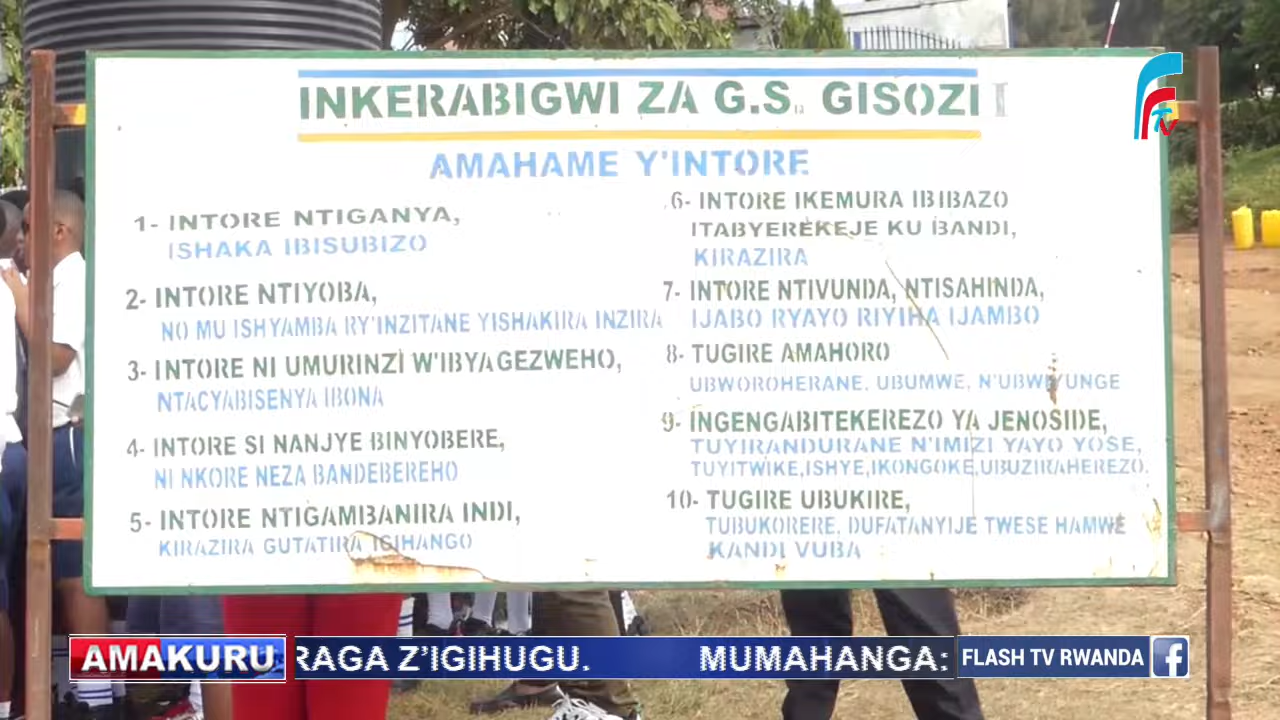 INKERABIGWI ZA G.S. GISOZI I
AMAHAME Y'INTORE
1- INTORE NTIGANYA,
ISHAKA IBISUBIZO
2- INTORE NTIYOBA,
NO MU ISHYAMBA RY'INZITANE YISHAKIRA INZIRA
3- INTORE NI UMURINZI W'IBYAGEZWEHO,
NTACYABISENYA IBONA
4- INTORE SI NANJYE BINYOBERE,
NI NKORE NEZA BANDEBEREHO
5- INTORE NTIGAMBANIRA INDI,
KIRAZIRA GUTATIRA IGIHANGO
6- INTORE IKEMURA IBIBAZO
ITABYEREKEJE KU BANDI,
KIRAZIRA
7- INTORE NTIVUNDA, NTISAHINDA,
IJABO RYAYO RIYIHA IJAMBO
8- TUGIRE AMAHORO
UBWOROHERANE, UBUMWE, N'UBWIYUNGE
9- INGENGABITEKEREZO YA JENOSIDE,
TUYIRANDURANE N'IMIZI YAYO YOSE,
TUYITWIKE,ISHYE,IKONGOKE,UBUZIRAHEREZO.
10- TUGIRE UBUKIRE,
TUBUKORERE. DUFATANYIJE TWESE HAMWE
KANDI VUBA
TV
AMAKURU RAGA Z'IGIHUGU. MUMAHANGA: FLASH TV RWANDA f